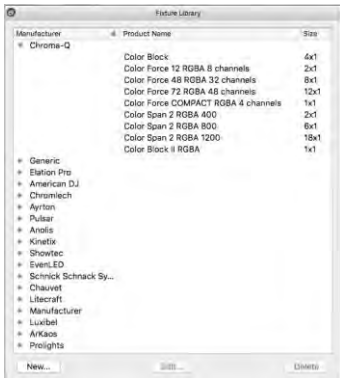 Fixture Library
Manufacturer Product Name Size
Chroma-Q
Color Block 4x1
Color Force 12 RGBA 8 channels 2x1
Color Force 48 RGBA 32 channels 8x1
Color Force 72 RGBA 48 channels 12x1
Color Force COMPACT RGBA 4 channels 1x1
Color Span 2 RGBA 400 2x1
Color Span 2 RGBA 800 6x1
Color Span 2 RGBA 1200 18x1
Color Block II RGBA 1x1
Generic
Elation Pro
American DJ
Chromlech
Ayrton
Pulsar
Anolis
Kinetix
Showtec
EvenLED
Schnick Schnack Sy...
Chauvet
Litecraft
Manufacturer
Luxibel
ArKaos
Prolights
New... Edit... Delete